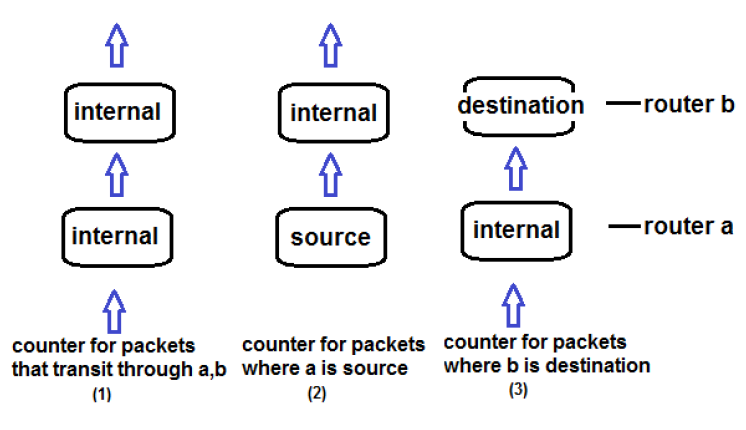 internal
internal
destination
router b
internal
source
internal
router a
counter for packets
that transit through a,b
(1)
counter for packets
where a is source
(2)
counter for packets
where b is destination
(3)